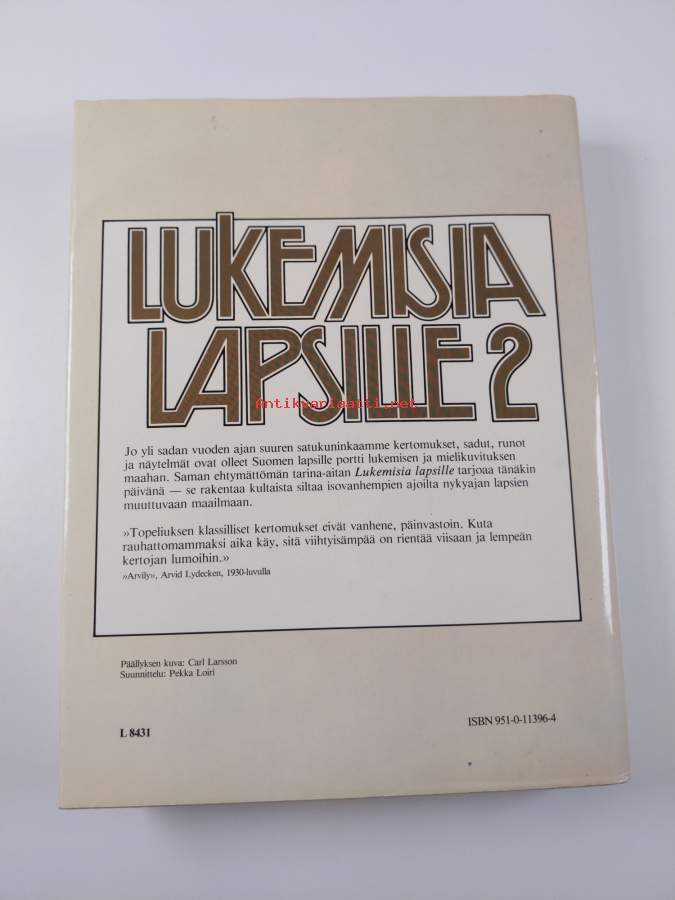 LUKEMISIA
LAPSILLE 2
antikvariaatti.net
Jo yli sadan vuoden ajan suuren satukuninkaamme kertomukset, sadut, runot
ja näytelmät ovat olleet Suomen lapsille portti lukemisen ja mielikuvituksen
maahan. Saman ehtymättömän tarina-aitan Lukemisia lapsille tarjoaa tänäkin
päivänä — se rakentaa kultaista siltaa isovanhempien ajoilta nykyajan lapsien
muuttuvaan maailmaan.
»Topeliuksen klassilliset kertomukset eivät vanhene, päinvastoin. Kuta
rauhattomammaksi aika käy, sitä viihtyisämpää on rientää viisaan ja lempeän
kertojan lumoihin.»
»Arvily», Arvid Lydecken, 1930-luvulla
Päällyksen kuva: Carl Larsson
Suunnittelu: Pekka Loiri
L 8431
ISBN 951-0-11396-4